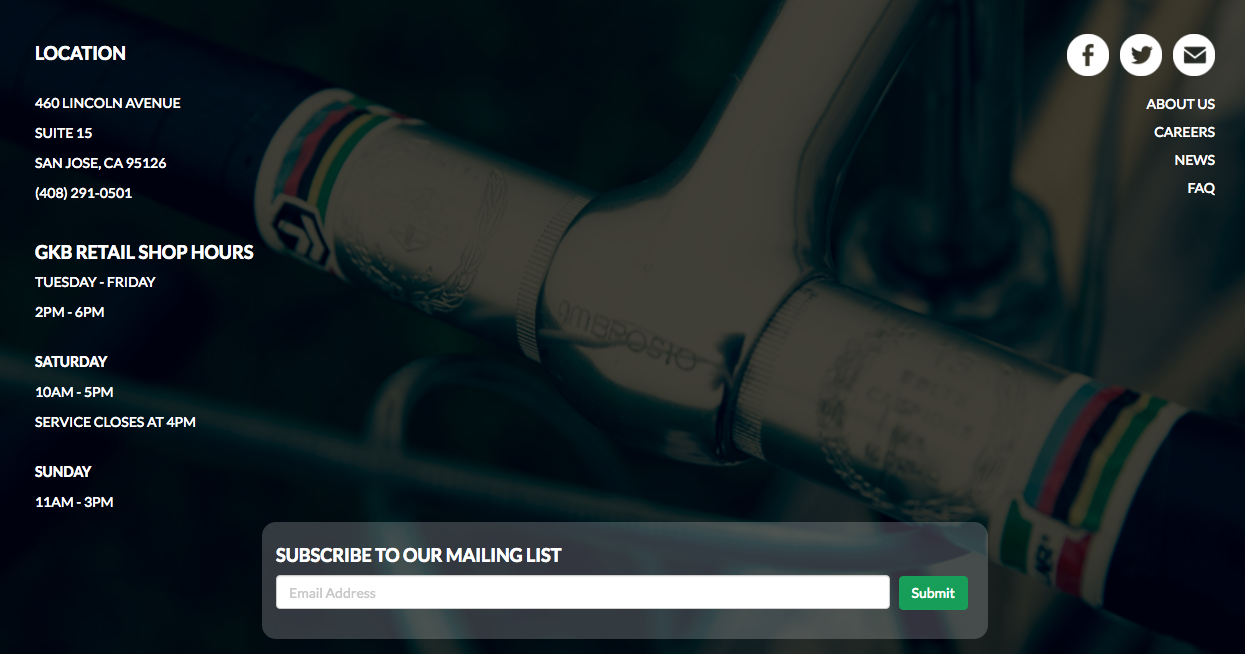 LOCATION
460 LINCOLN AVENUE
SUITE 15
SAN JOSE, CA 95126
(408) 291-0501
GKB RETAIL SHOP HOURS
TUESDAY - FRIDAY
2PM - 6PM
SATURDAY
10AM - 5PM
SERVICE CLOSES AT 4PM
SUNDAY
11AM - 3PM
ABOUT US
CAREERS
NEWS
FAQ
AMBROSIO
SUBSCRIBE TO OUR MAILING LIST
Email Address
Submit